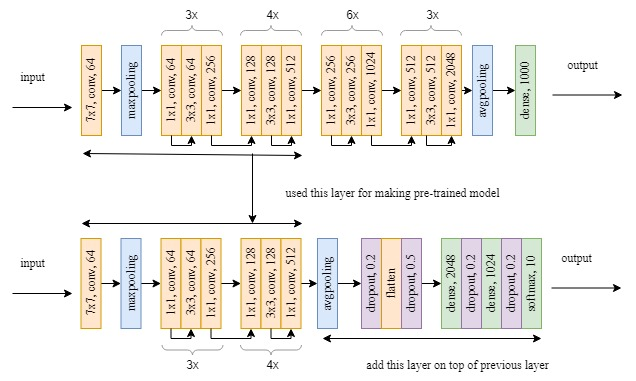 3x
4x
6x
3x
input
7x7, conv, 64
maxpooling
1x1, conv, 64
3x3, conv, 64
1x1, conv, 256
1x1, conv, 128
3x3, conv, 128
1x1, conv, 512
1x1, conv, 256
3x3, conv, 256
1x1, conv, 1024
1x1, conv, 512
3x3, conv, 512
1x1, conv, 2048
avgpooling
dense, 1000
output
used this layer for making pre-trained model
input
7x7, conv, 64
maxpooling
1x1, conv, 64
3x3, conv, 64
1x1, conv, 256
1x1, conv, 128
3x3, conv, 128
1x1, conv, 512
avgpooling
dropout, 0.2
flatten
dropout, 0.5
dense, 2048
dropout, 0.2
dense, 1024
dropout, 0.2
softmax, 10
output
3x
4x
add this layer on top of previous layer